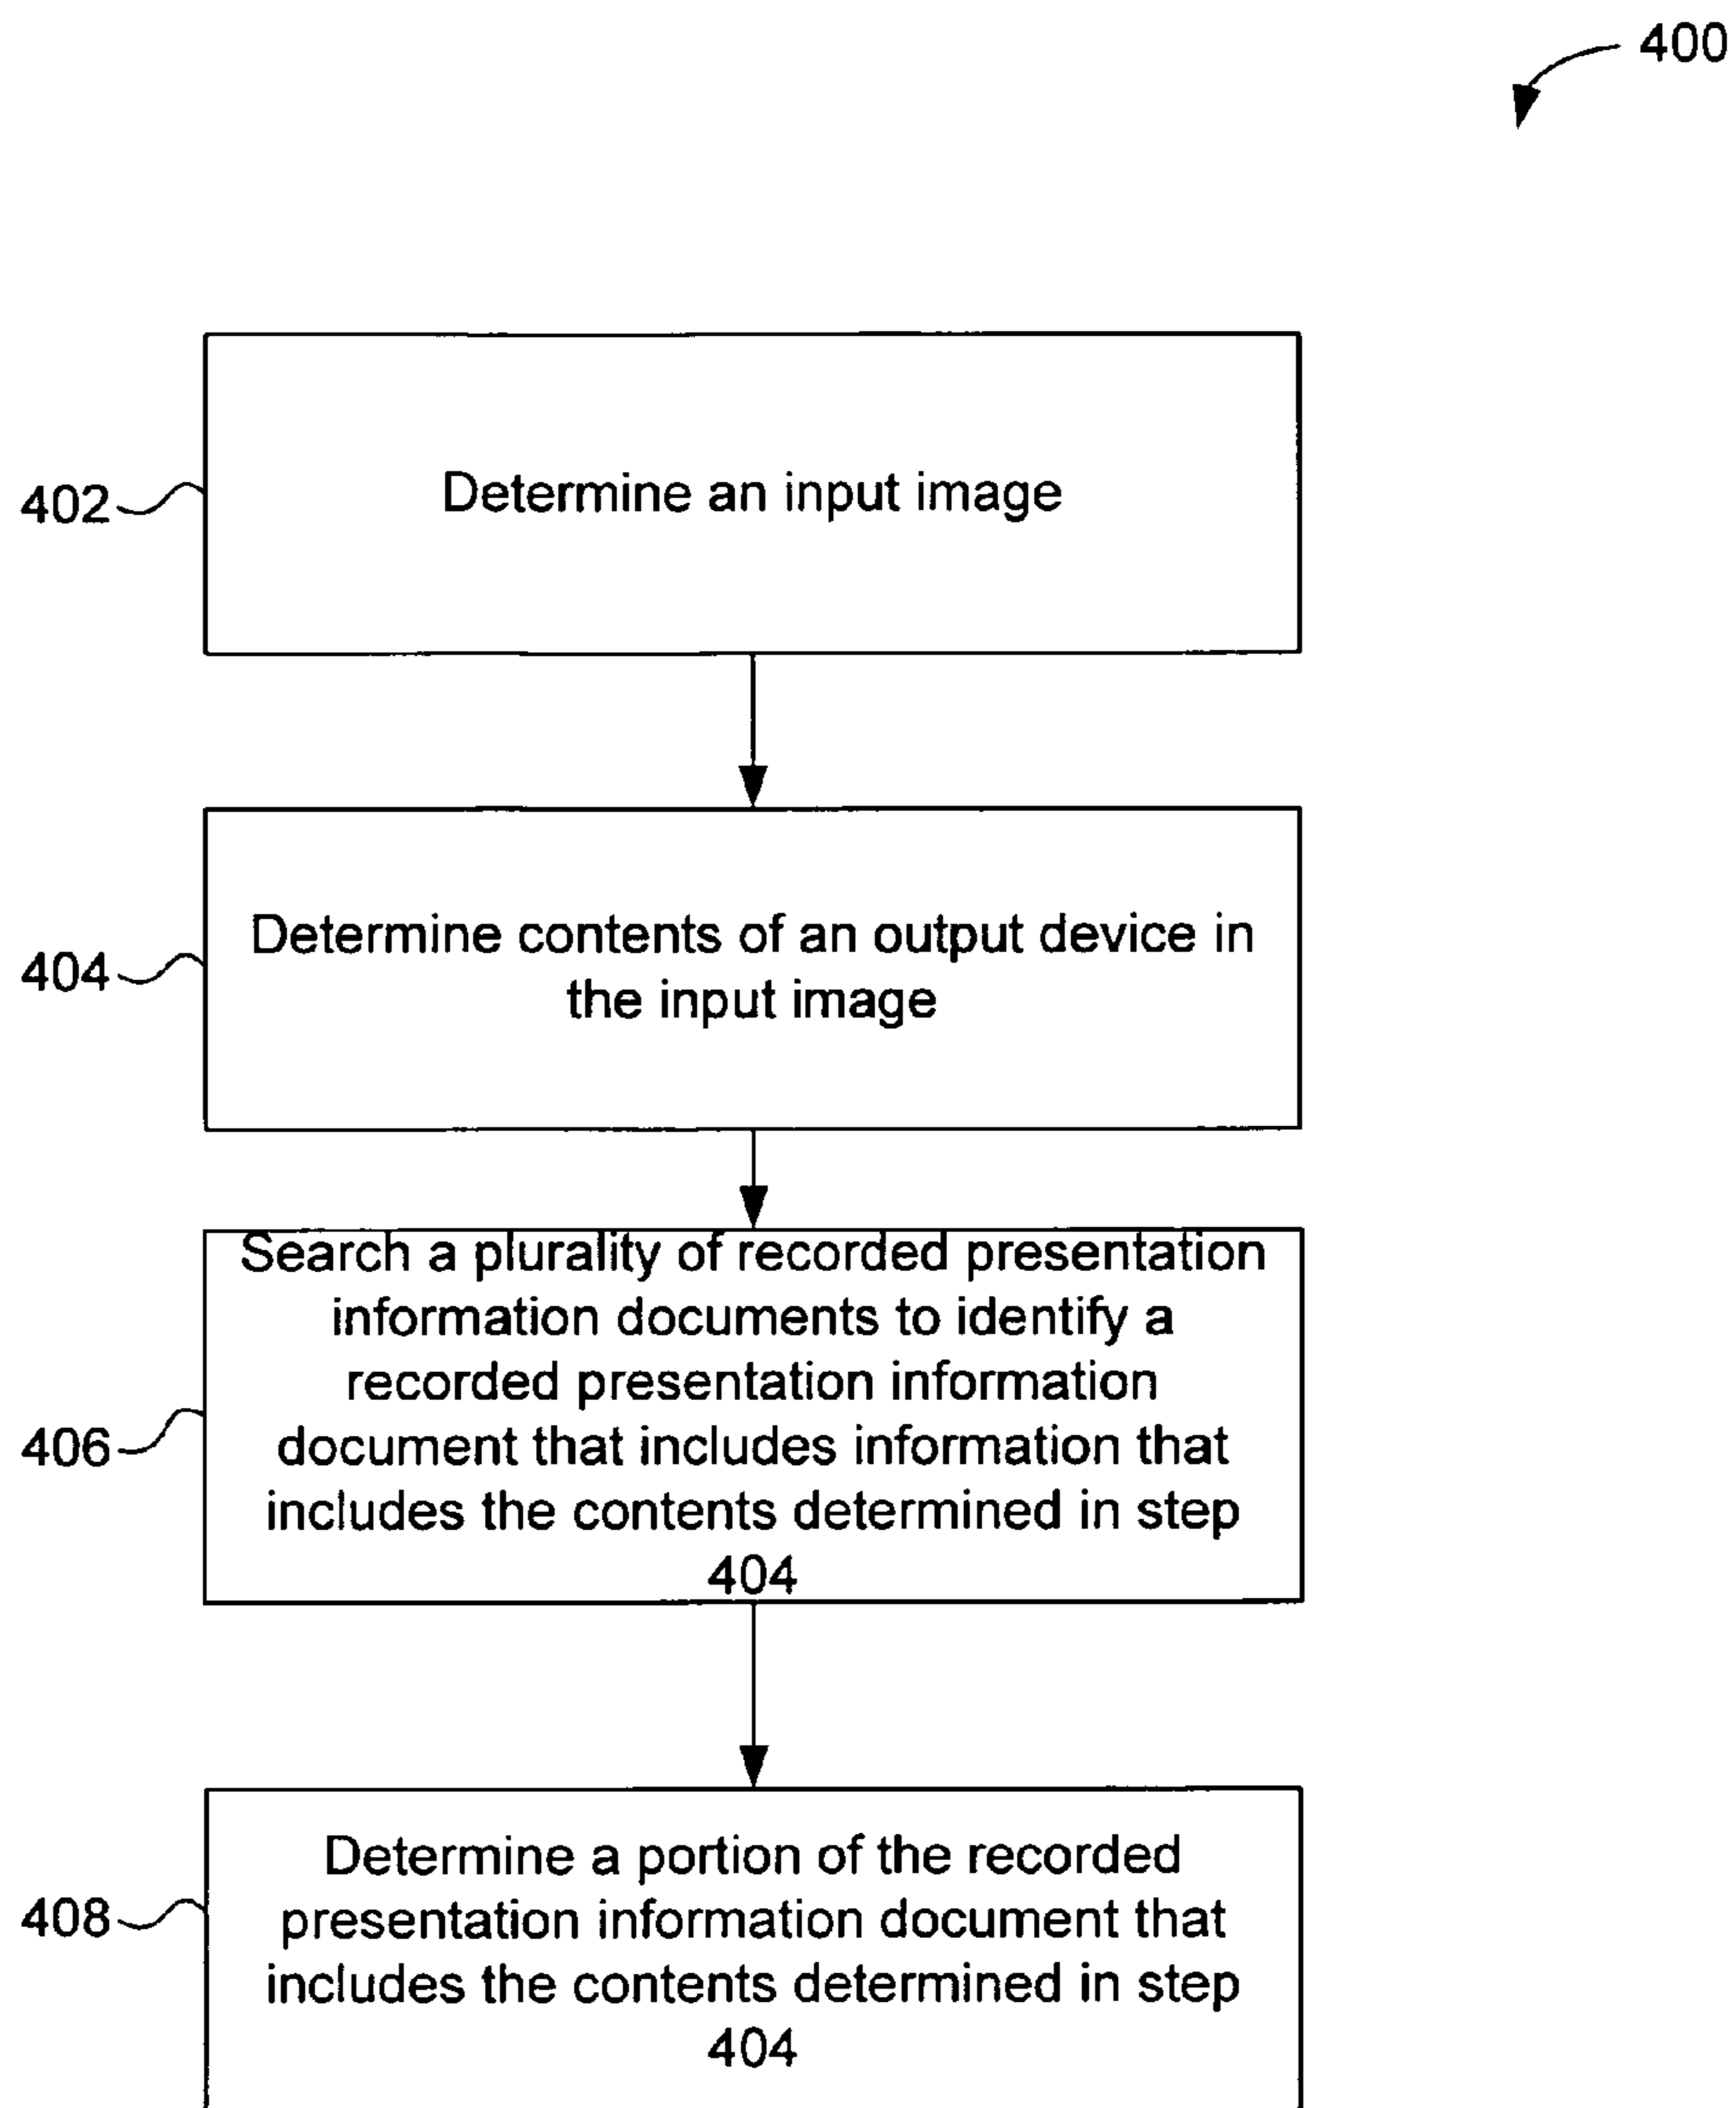 400
402
Determine an input image
404
Determine contents of an output device in
the input image
406
Search a plurality of recorded presentation
information documents to identify a
recorded presentation information
document that includes information that
includes the contents determined in step
404
408
Determine a portion of the recorded
presentation information document that
includes the contents determined in step
404